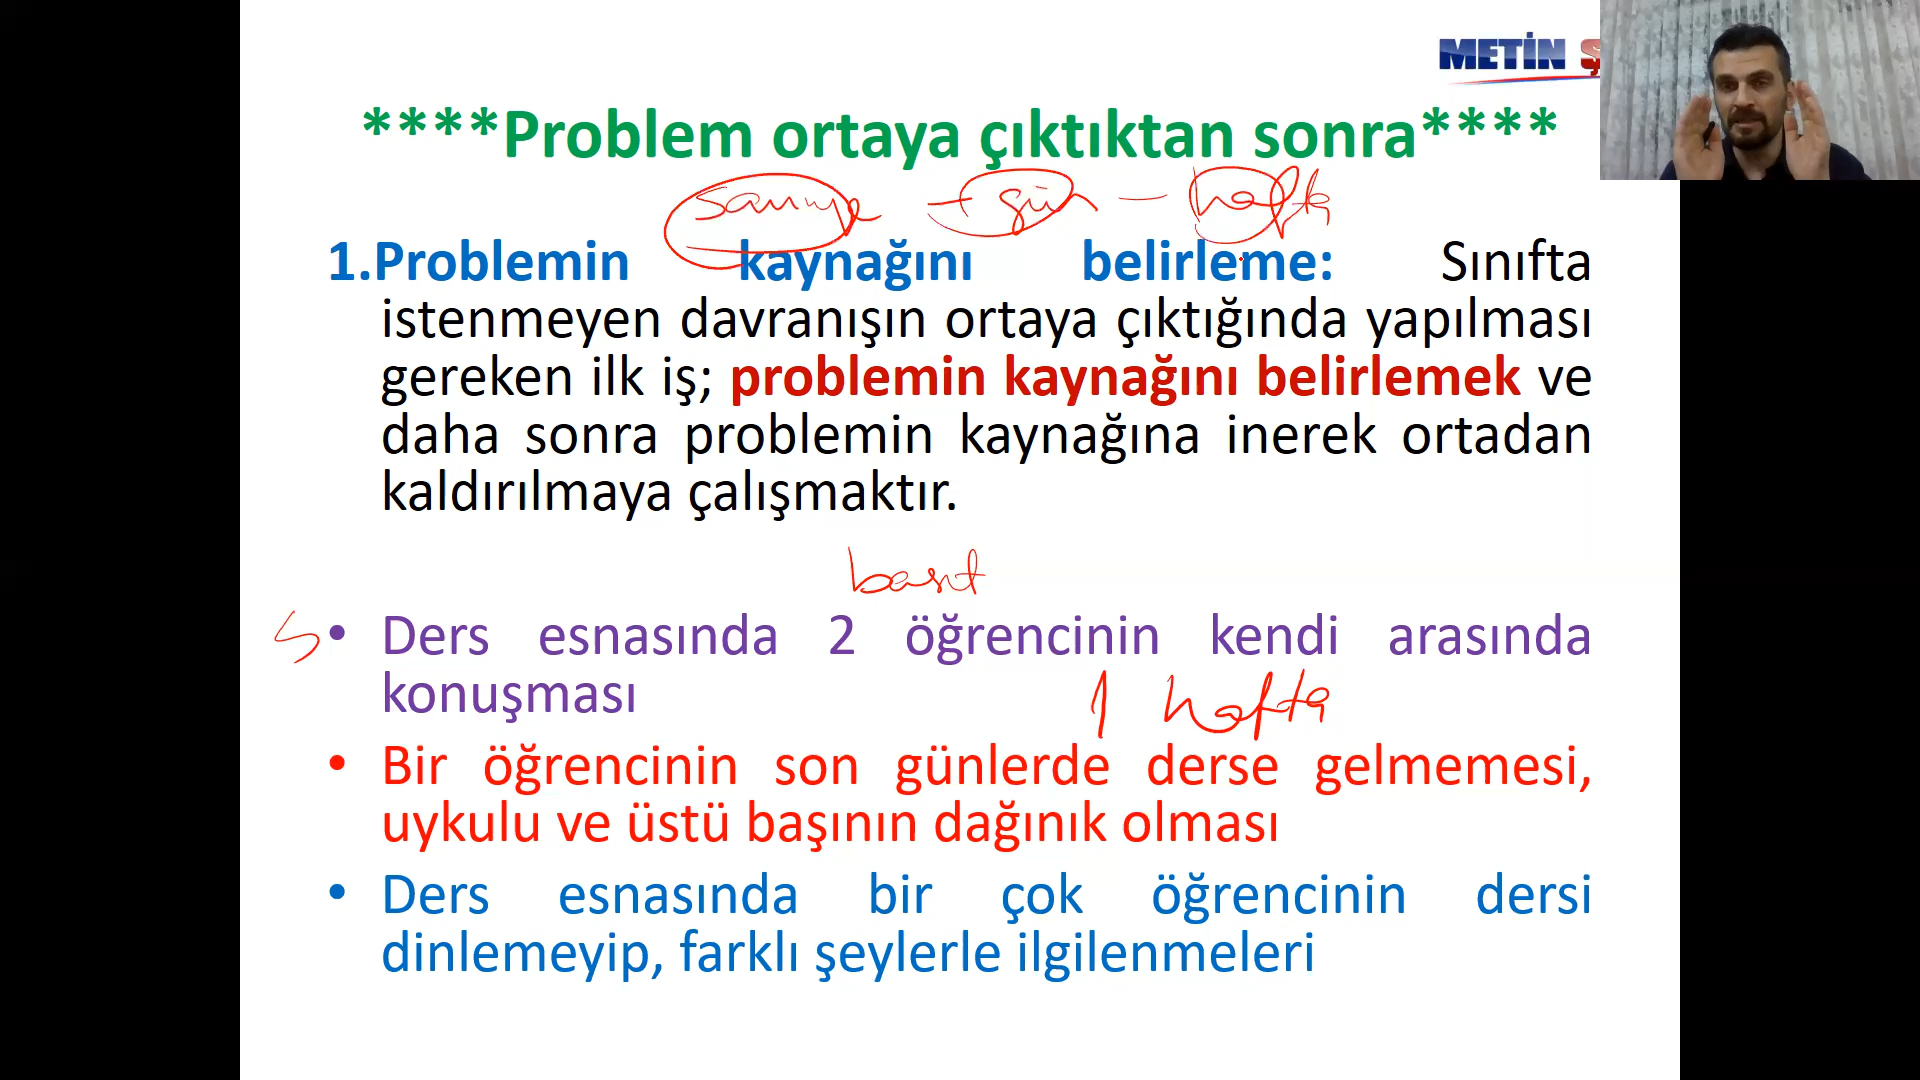 METİN Ş
****Problem ortaya çıktıktan sonra****
saniye - gün - hafta
1.Problemin kaynağını belirleme: Sınıfta
istenmeyen davranışın ortaya çıktığında yapılması
gereken ilk iş; problemin kaynağını belirlemek ve
daha sonra problemin kaynağına inerek ortadan
kaldırılmaya çalışmaktır.
basit
• Ders esnasında 2 öğrencinin kendi arasında
konuşması
1 hafta
• Bir öğrencinin son günlerde derse gelmemesi,
uykulu ve üstü başının dağınık olması
• Ders esnasında bir çok öğrencinin dersi
dinlemeyip, farklı şeylerle ilgilenmeleri